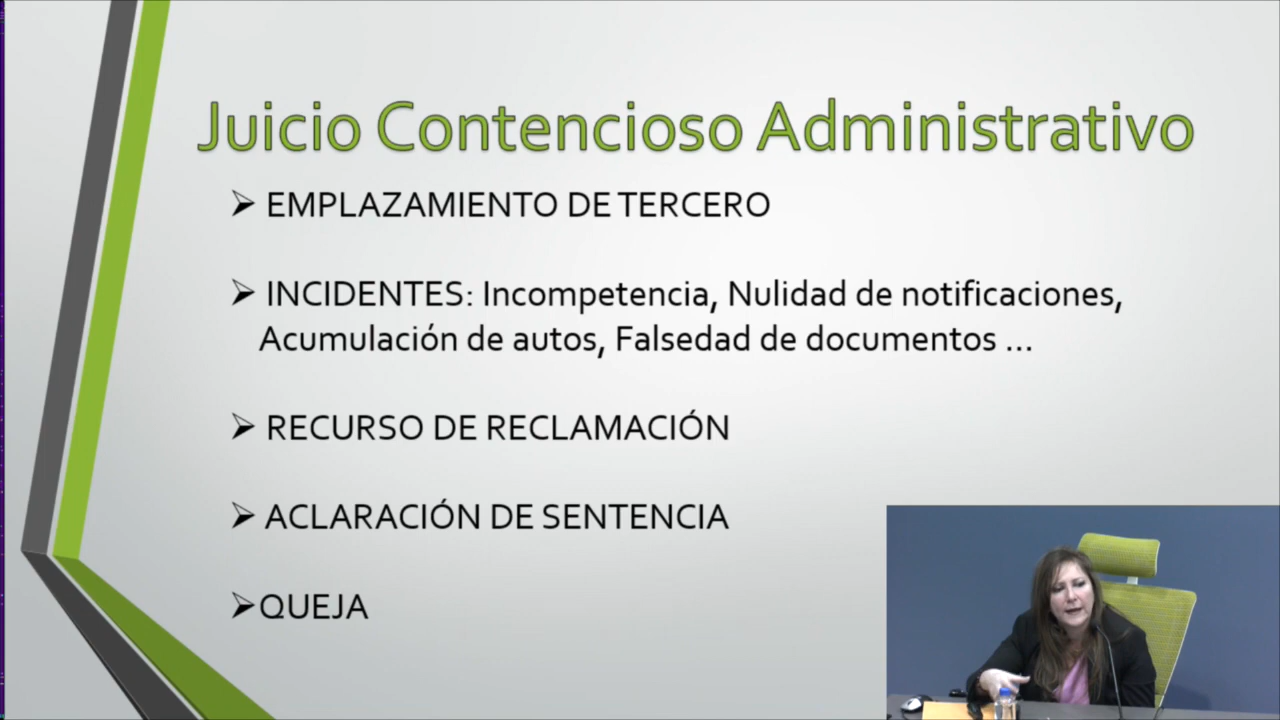 Juicio Contencioso Administrativo
➢ EMPLAZAMIENTO DE TERCERO
➢ INCIDENTES: Incompetencia, Nulidad de notificaciones,
Acumulación de autos, Falsedad de documentos ...
➢ RECURSO DE RECLAMACIÓN
➢ ACLARACIÓN DE SENTENCIA
➢QUEJA